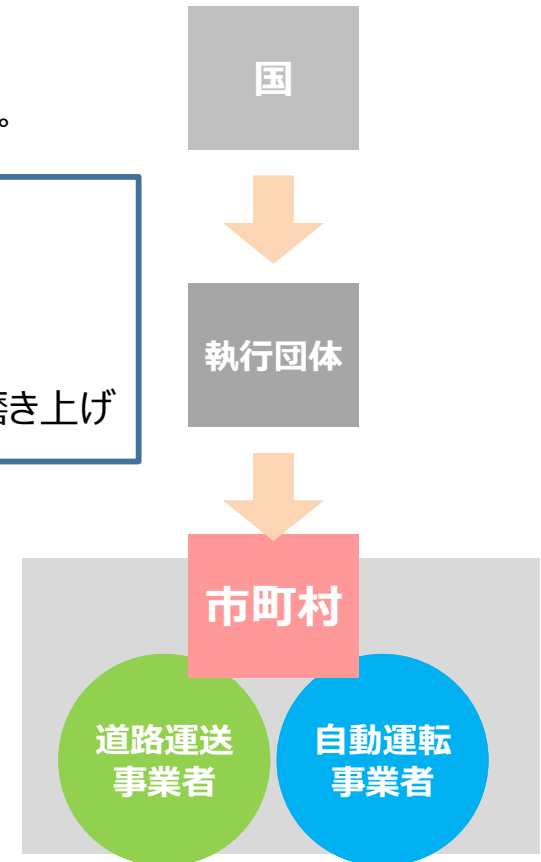 国
。
き上げ
執行団体
市町村
道路運送
事業者
自動運転
事業者